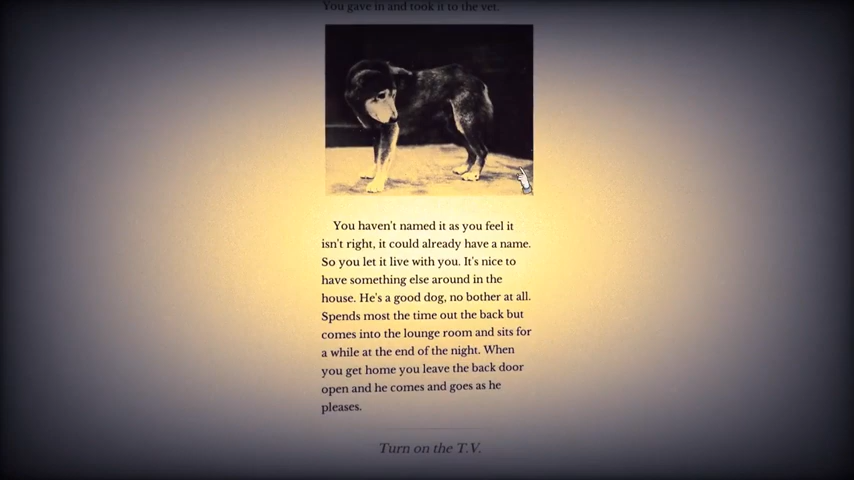 You gave in and took it to the vet.
You haven't named it as you feel it
isn't right, it could already have a name.
So you let it live with you. It's nice to
have something else around in the
house. He's a good dog, no bother at all.
Spends most the time out the back but
comes into the lounge room and sits for
a while at the end of the night. When
you get home you leave the back door
open and he comes and goes as he
pleases.
Turn on the T.V.